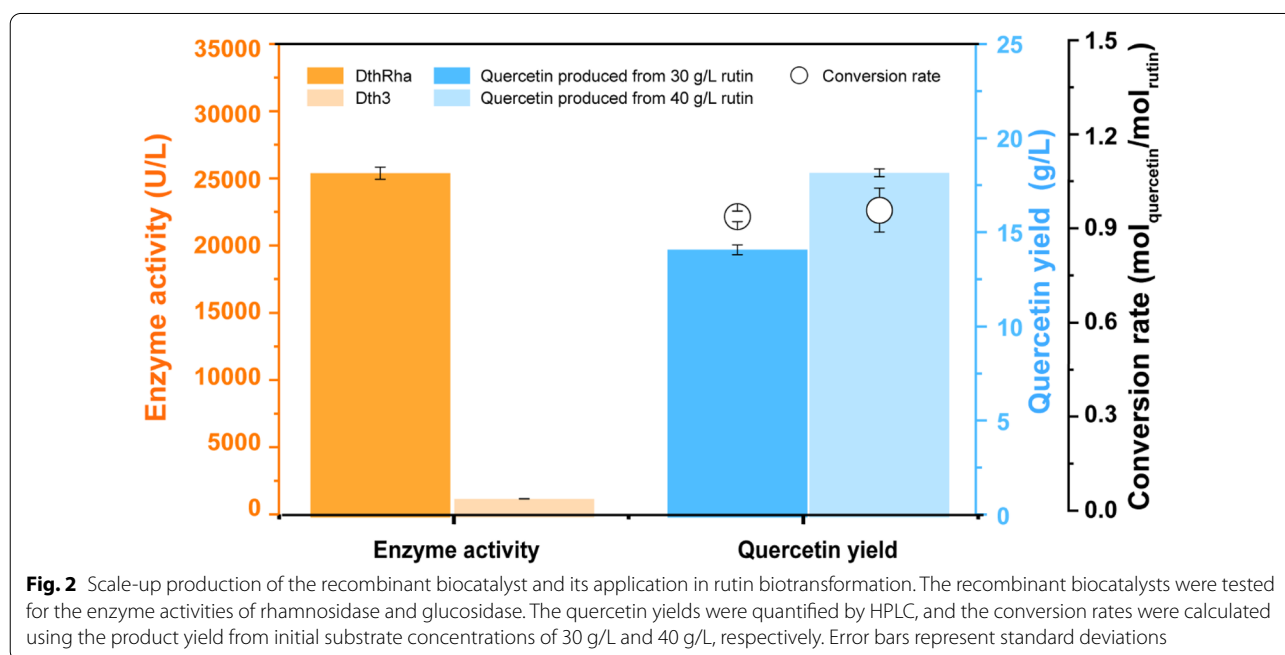 35000
30000
25000
20000
15000
10000
5000
0
Enzyme activity (U/L)
DthRha
Dth3
Quercetin produced from 30 g/L rutin
Quercetin produced from 40 g/L rutin
Conversion rate
25
20
15
10
5
0
Quercetin yield (g/L)
1.5
1.2
0.9
0.6
0.3
0.0
Conversion rate (mol_quercetin/mol_rutin)
Enzyme activity
Quercetin yield
Fig. 2 Scale-up production of the recombinant biocatalyst and its application in rutin biotransformation. The recombinant biocatalysts were tested
for the enzyme activities of rhamnosidase and glucosidase. The quercetin yields were quantified by HPLC, and the conversion rates were calculated
using the product yield from initial substrate concentrations of 30 g/L and 40 g/L, respectively. Error bars represent standard deviations